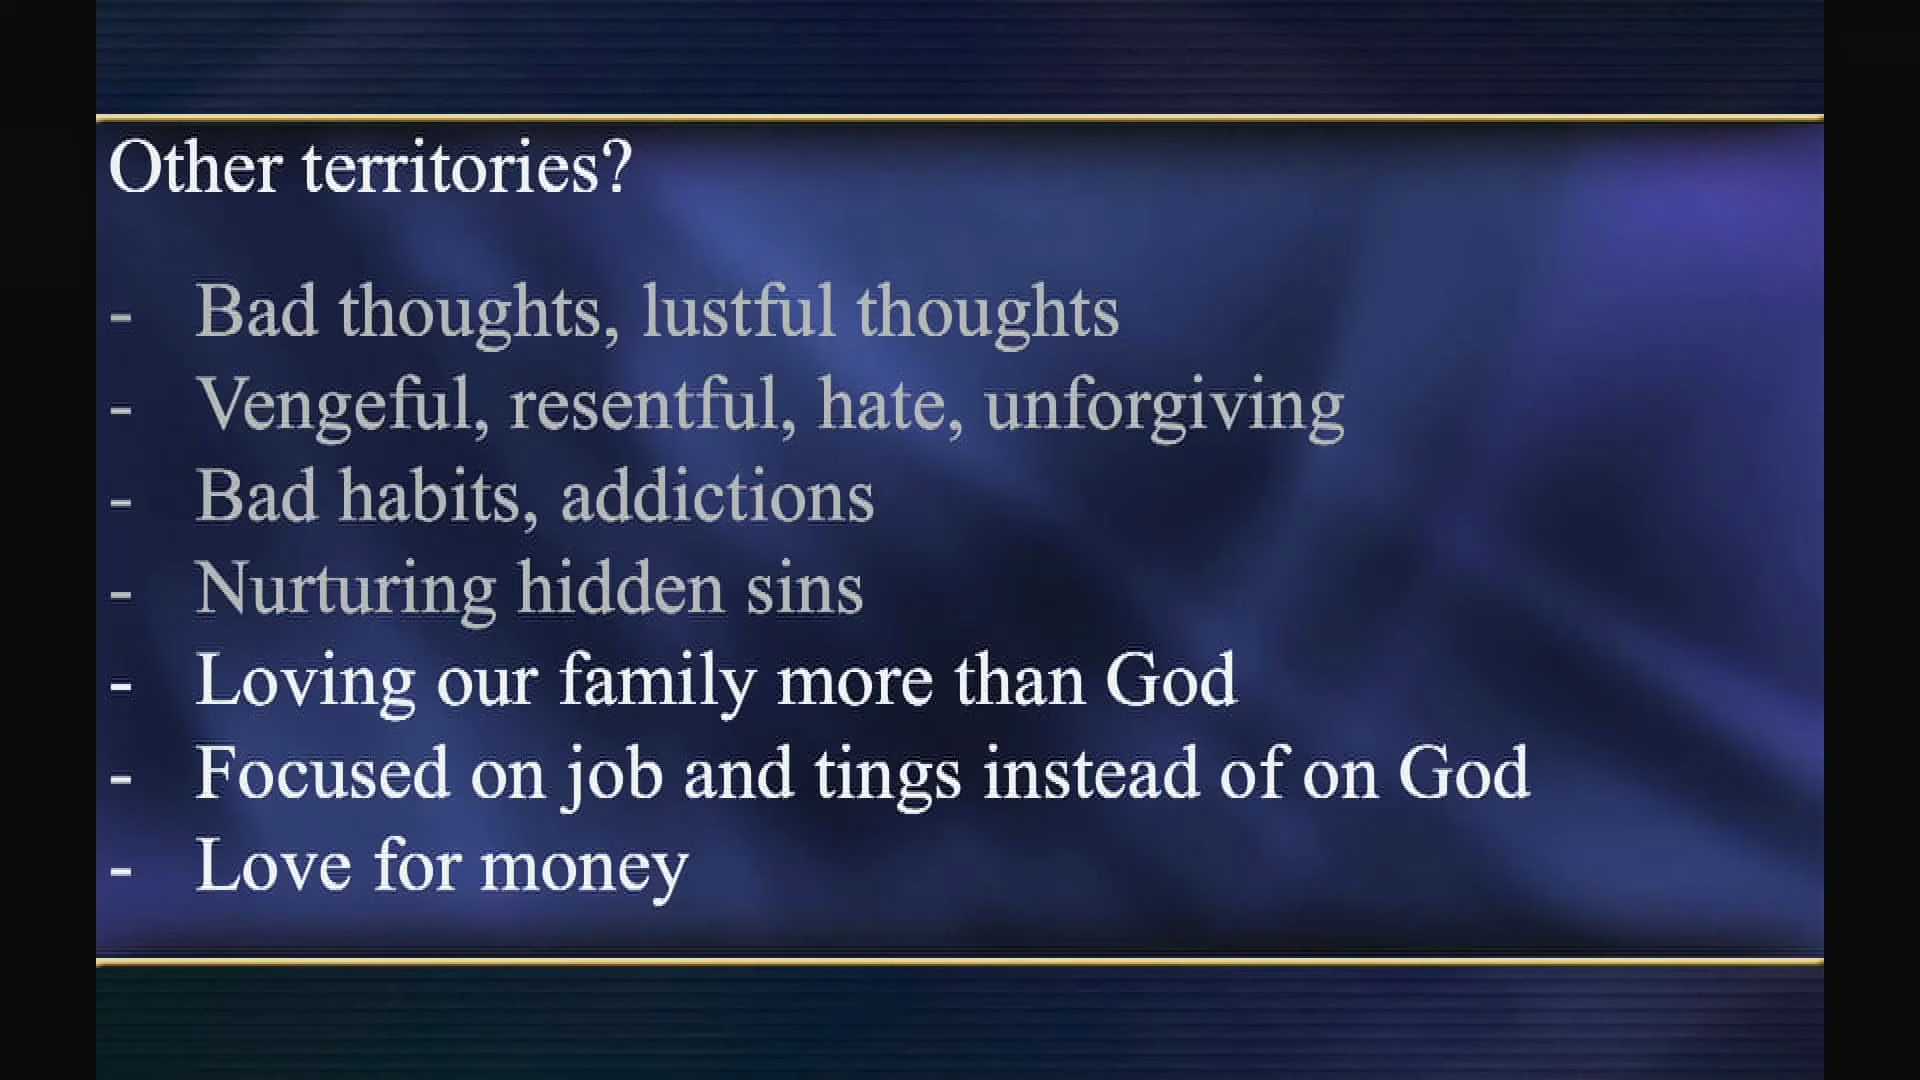 Other territories?
- Bad thoughts, lustful thoughts
- Vengeful, resentful, hate, unforgiving
- Bad habits, addictions
- Nurturing hidden sins
- Loving our family more than God
- Focused on job and tings instead of on God
- Love for money